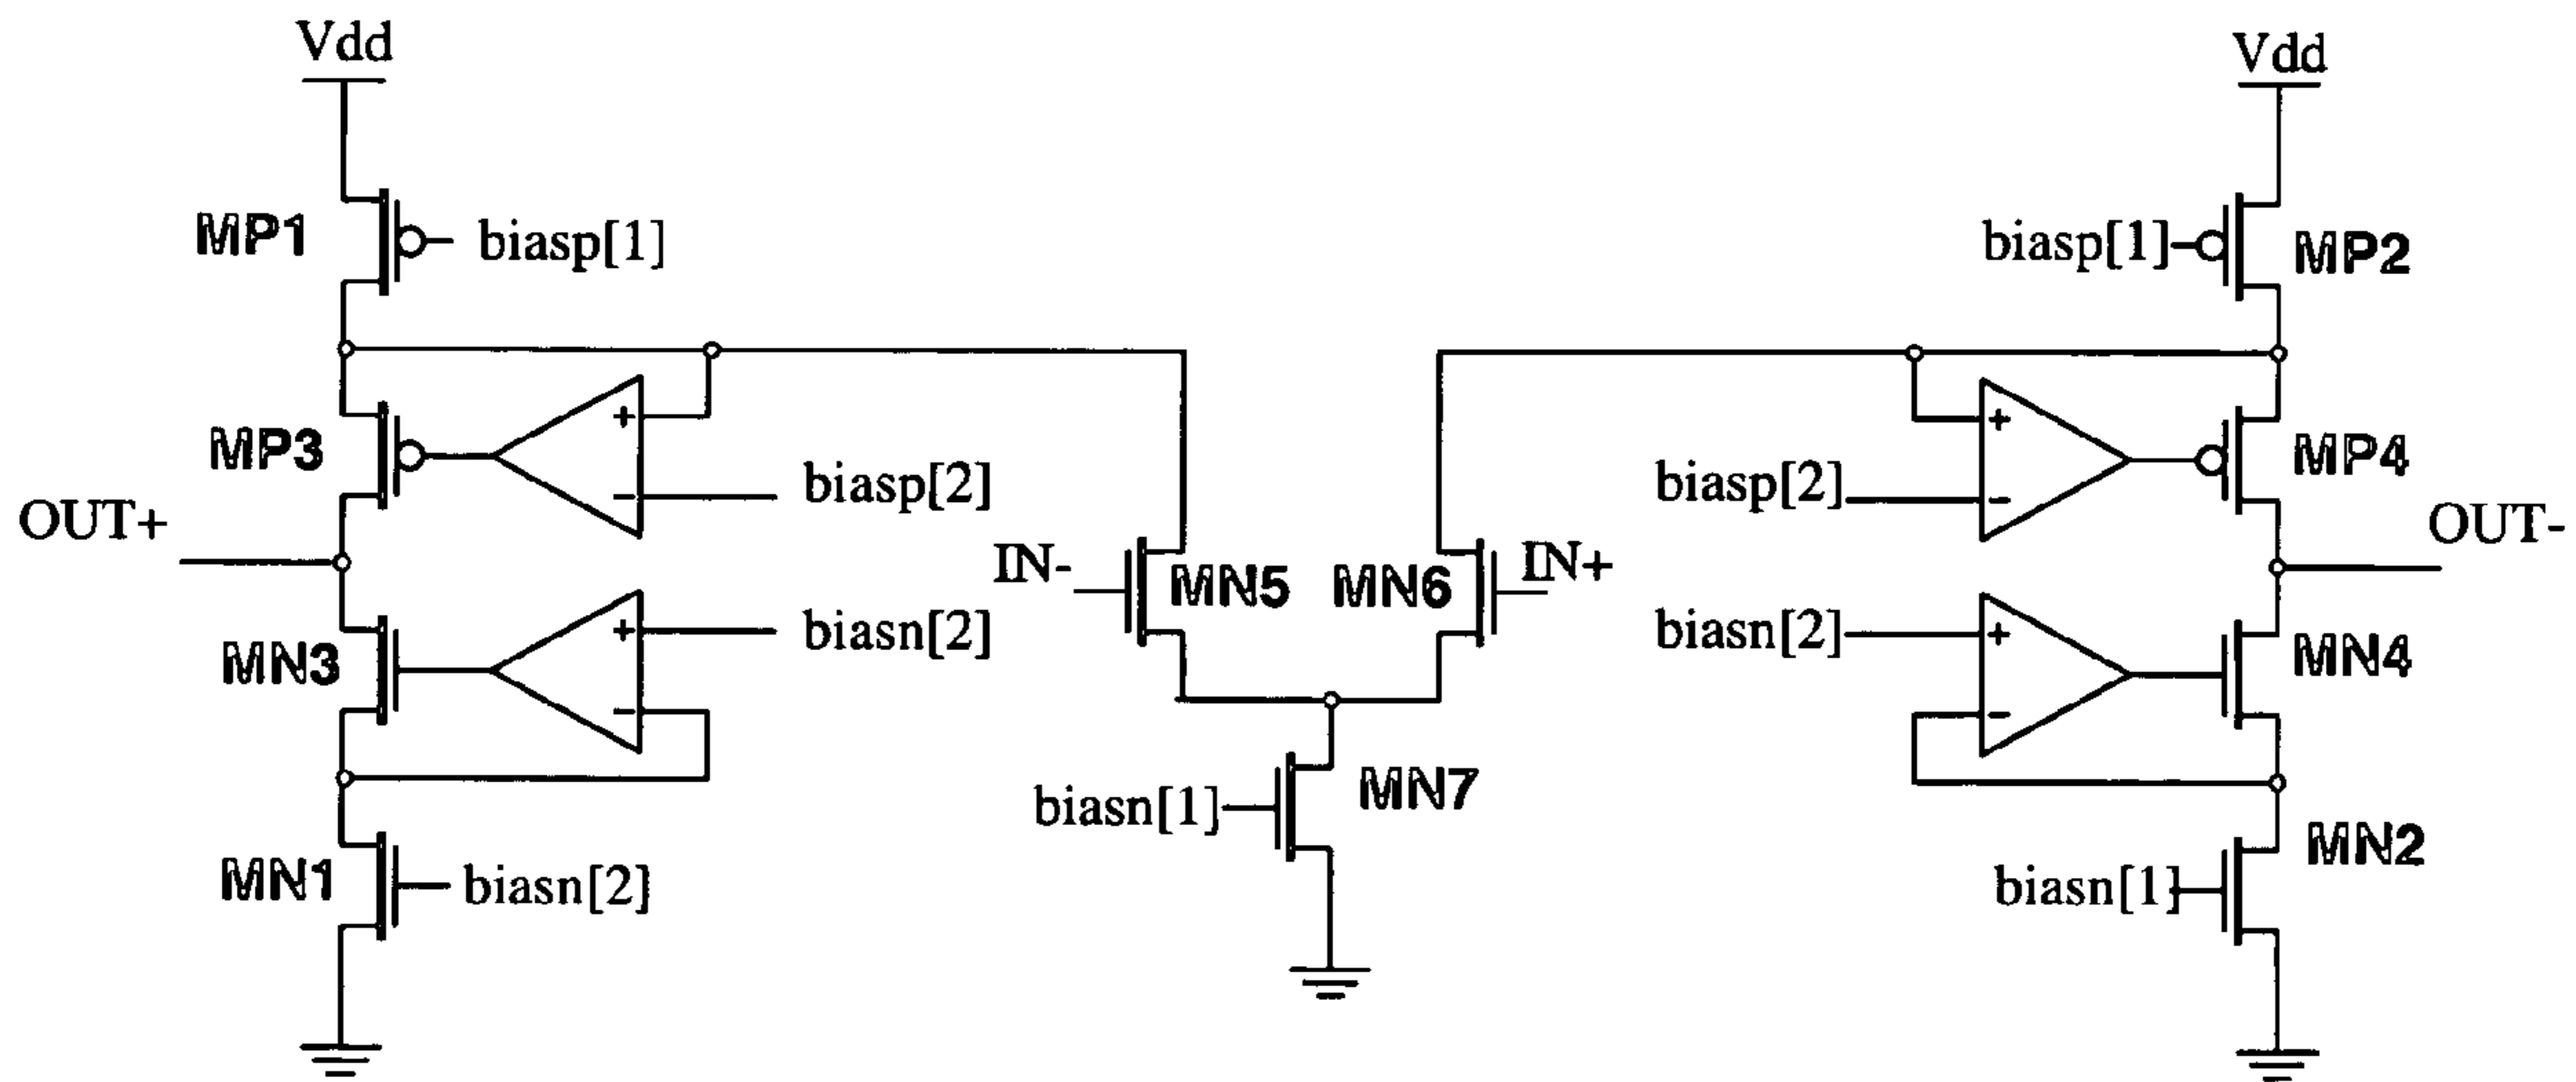 Vdd
Vdd
MP1
biasp[1]
biasp[1]
MP2
MP3
+
-
biasp[2]
biasp[2]
+
-
MP4
OUT+
OUT-
IN-
MN5
MN6
IN+
MN3
+
-
biasn[2]
biasn[2]
+
-
MN4
biasn[1]
MN7
MN1
biasn[2]
biasn[1]
MN2